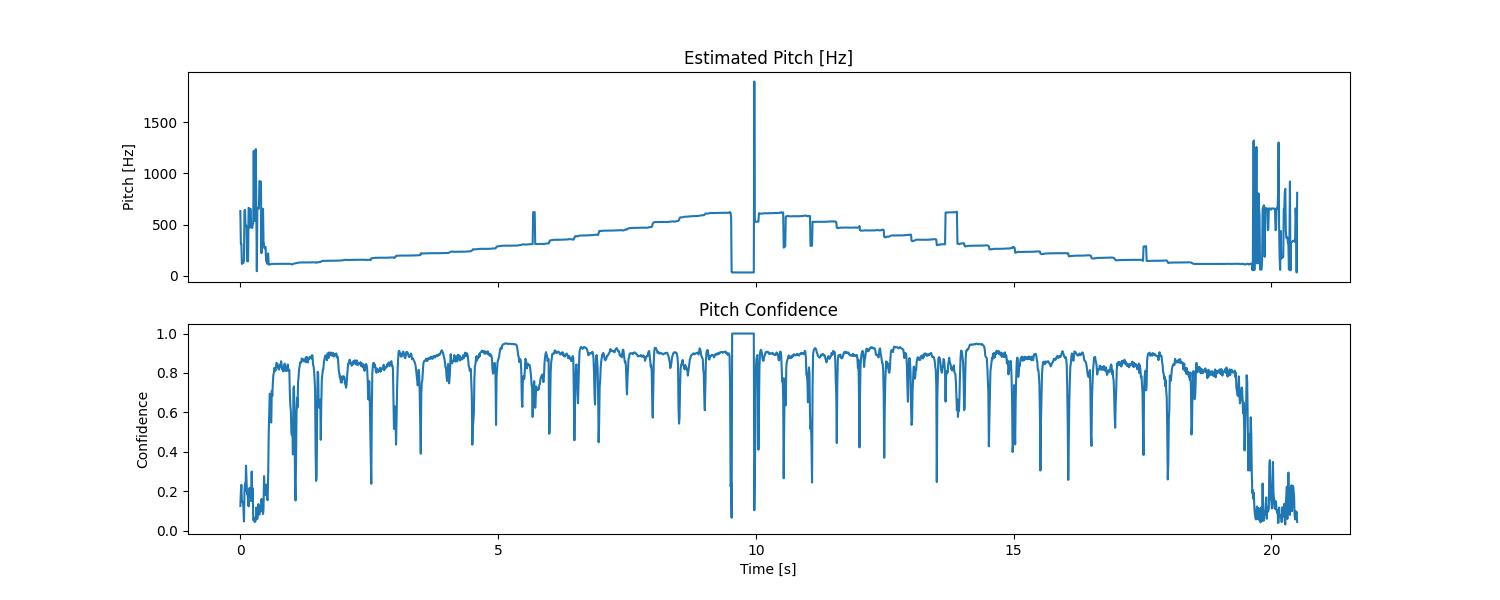 Estimated Pitch [Hz]
1500
1000
500
0
Pitch [Hz]
Pitch Confidence
1.0
0.8
0.6
0.4
0.2
0.0
Confidence
0 5 10 15 20
Time [s]